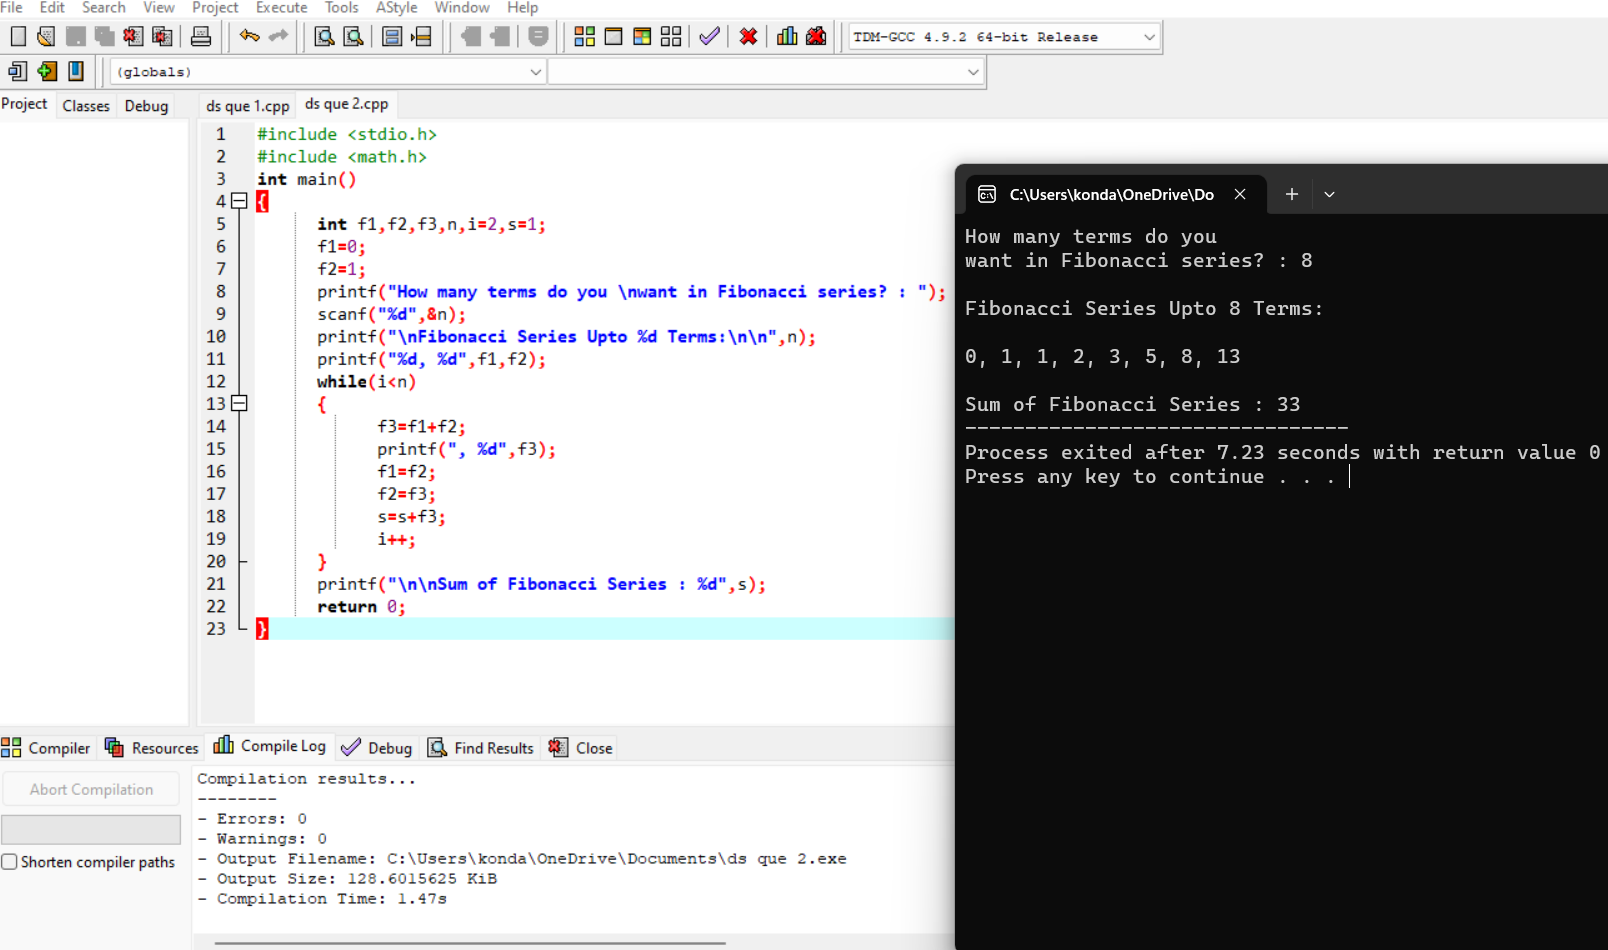 File Edit Search View Project Execute Tools AStyle Window Help
TDM-GCC 4.9.2 64-bit Release
(globals)
Project Classes Debug ds que 1.cpp ds que 2.cpp
1 #include <stdio.h>
2 #include <math.h>
3 int main()
4 {
5 int f1,f2,f3,n,i=2,s=1;
6 f1=0;
7 f2=1;
8 printf("How many terms do you \nwant in Fibonacci series? : ");
9 scanf("%d",&n);
10 printf("\nFibonacci Series Upto %d Terms:\n\n",n);
11 printf("%d, %d",f1,f2);
12 while(i<n)
13 {
14 f3=f1+f2;
15 printf(", %d",f3);
16 f1=f2;
17 f2=f3;
18 s=s+f3;
19 i++;
20 }
21 printf("\n\nSum of Fibonacci Series : %d",s);
22 return 0;
23 }
C:\Users\konda\OneDrive\Do
How many terms do you
want in Fibonacci series? : 8
Fibonacci Series Upto 8 Terms:
0, 1, 1, 2, 3, 5, 8, 13
Sum of Fibonacci Series : 33
--------------------------------
Process exited after 7.23 seconds with return value 0
Press any key to continue . . .
Compiler Resources Compile Log Debug Find Results Close
Abort Compilation
Shorten compiler paths
Compilation results...
--------
- Errors: 0
- Warnings: 0
- Output Filename: C:\Users\konda\OneDrive\Documents\ds que 2.exe
- Output Size: 128.6015625 KiB
- Compilation Time: 1.47s